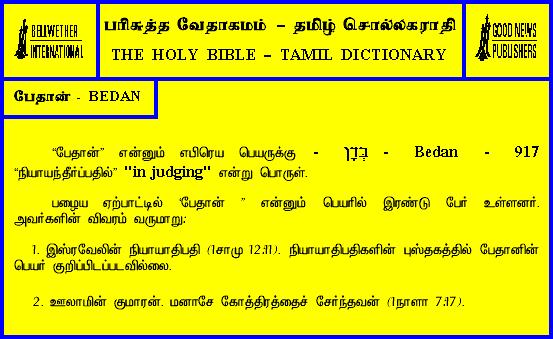 BELLWETHER
INTERNATIONAL
பரிசுத்த வேதாகமம் – தமிழ் சொல்லகராதி
THE HOLY BIBLE – TAMIL DICTIONARY
GOOD NEWS
PUBLISHERS
பேதான் - BEDAN
“பேதான்” என்னும் எபிரெய பெயருக்கு - בְּדָן - Bedan - 917
“நியாயந்தீர்ப்பதில்” "in judging" என்று பொருள்.
பழைய ஏற்பாட்டில் ‘பேதான் ” என்னும் பெயரில் இரண்டு பேர் உள்ளனர்.
அவர்களின் விவரம் வருமாறு:
1. இஸ்ரவேலின் நியாயாதிபதி (1சாமு 12:11). நியாயாதிபதிகளின் புஸ்தகத்தில் பேதானின்
பெயர் குறிப்பிடப்படவில்லை.
2. ஊலாமின் குமாரன். மனாசே கோத்திரத்தைச் சேர்ந்தவன் (1நாளா 7:17).